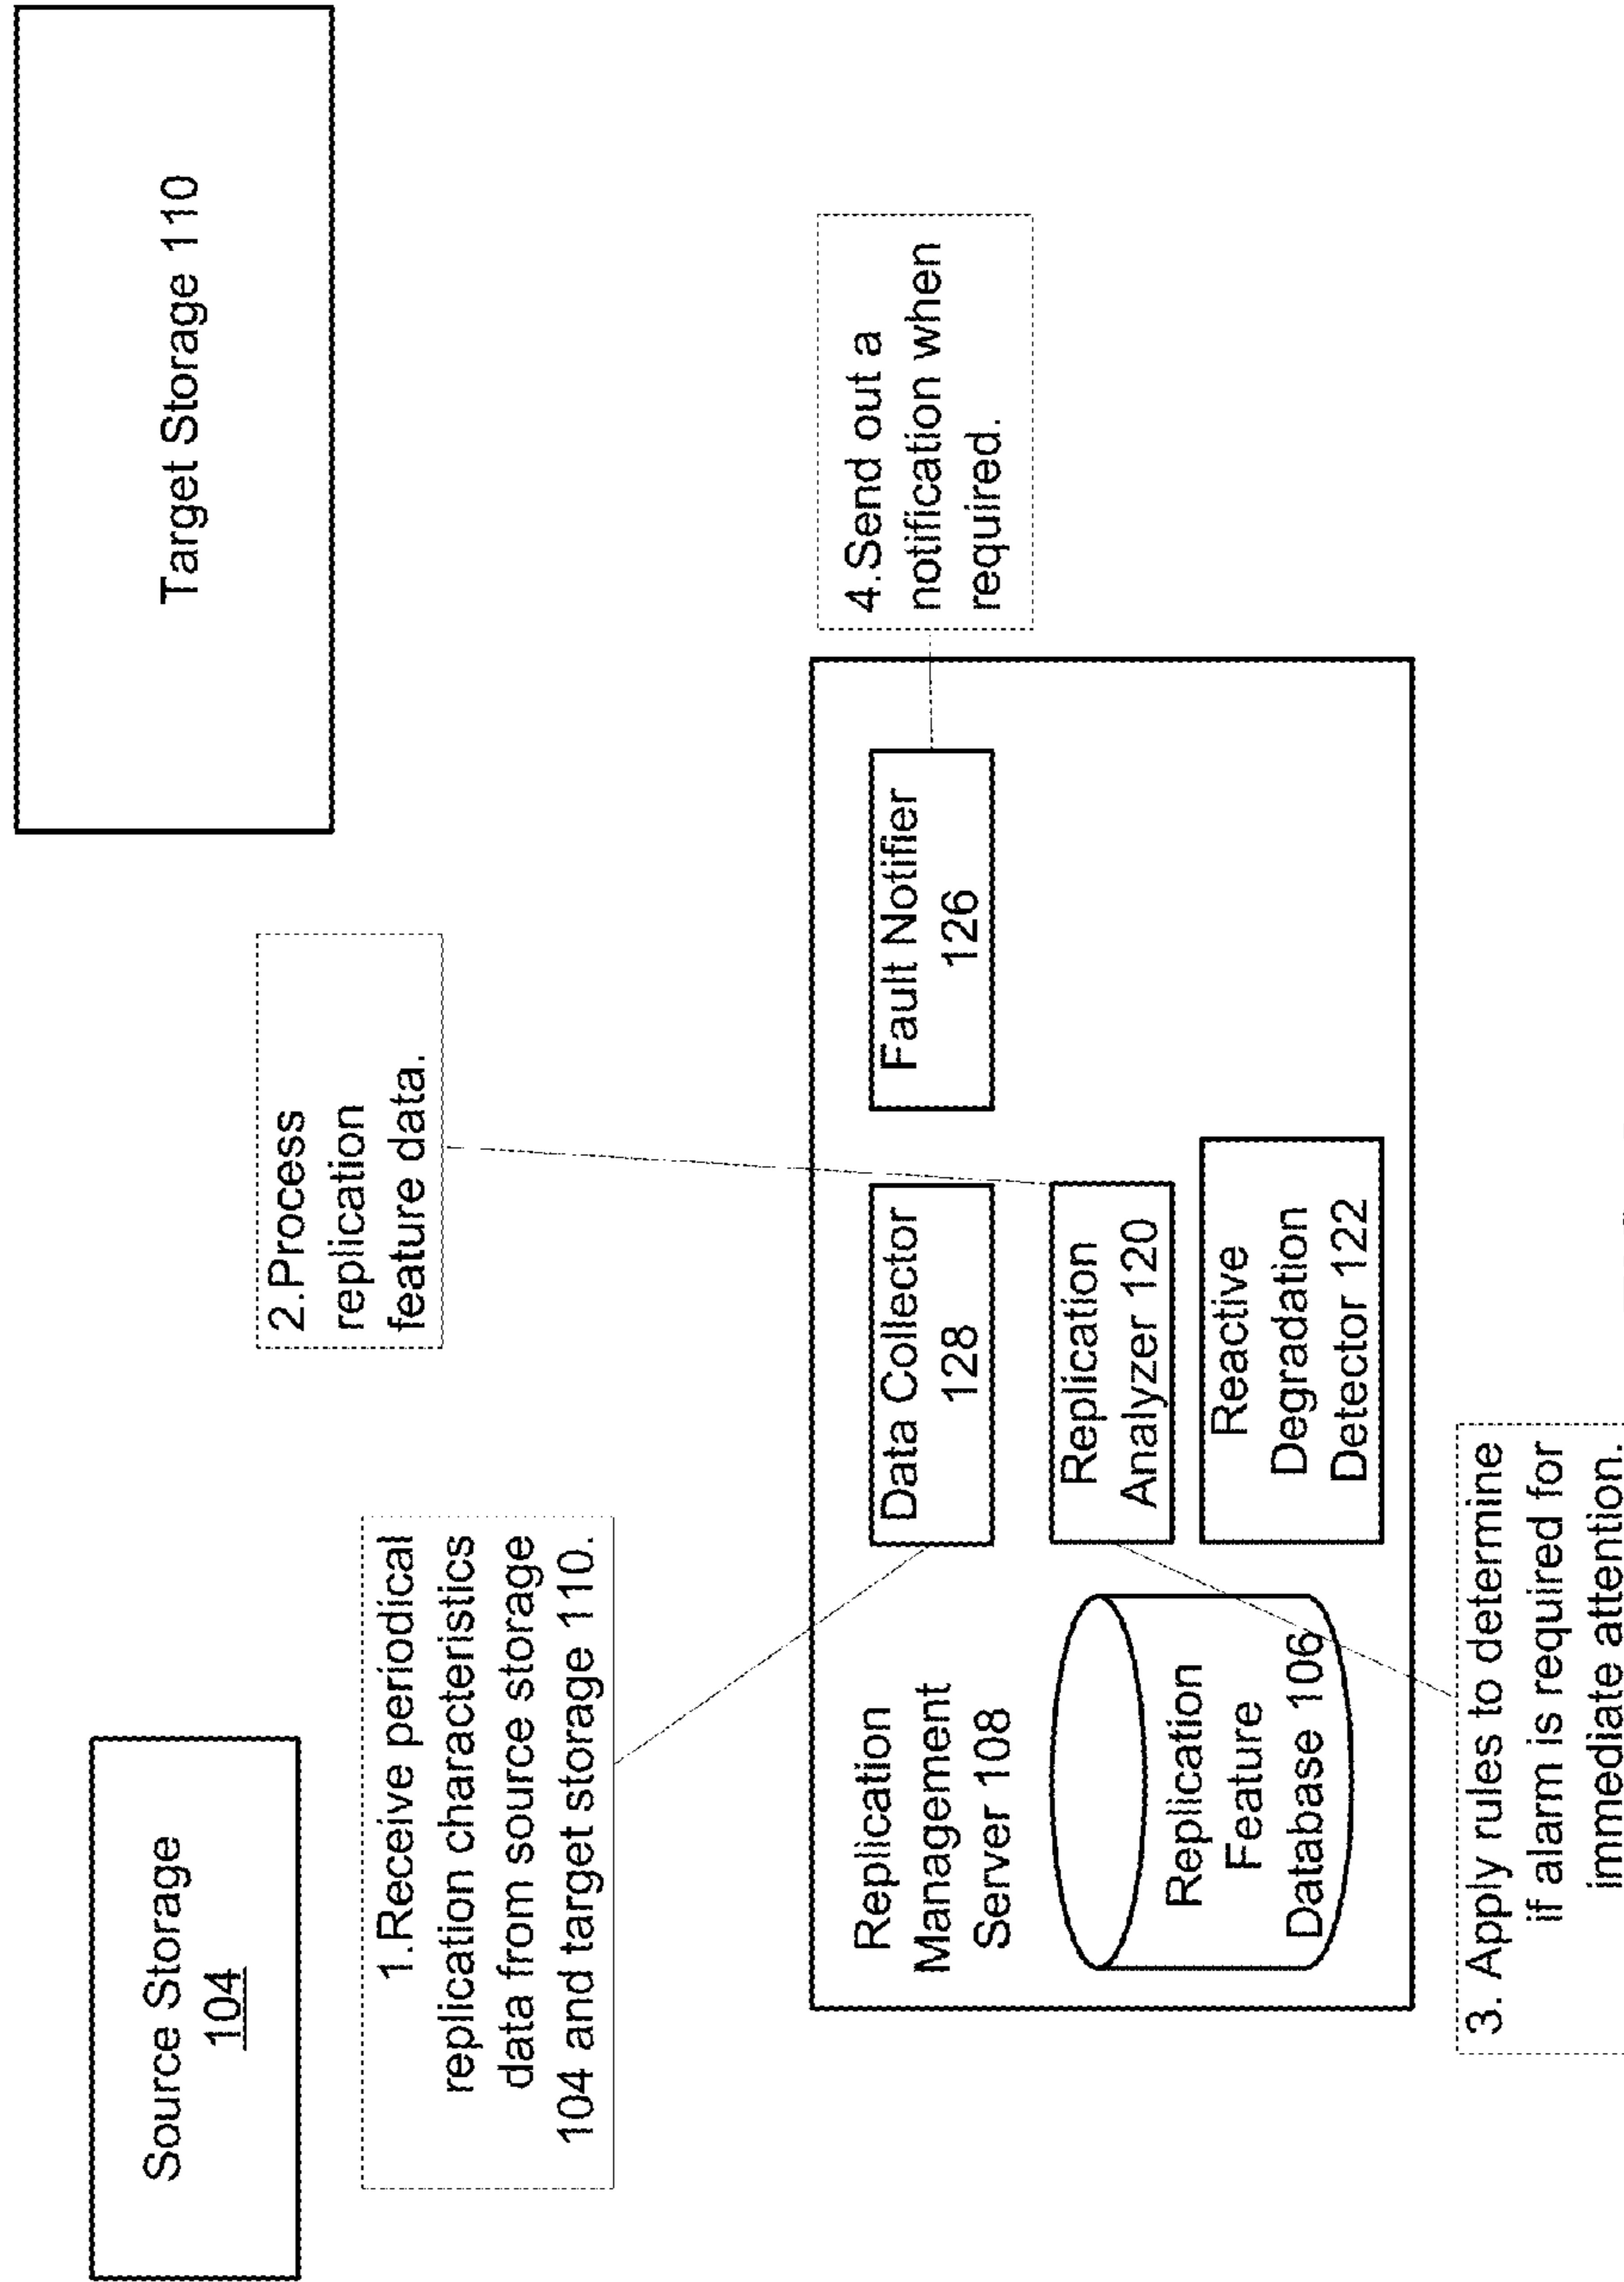 Source Storage
104
Target Storage 110
1.Receive periodical
replication characteristics
data from source storage
104 and target storage 110.
2.Process
replication
feature data.
Replication
Management
Server 108
Data Collector
128
Fault Notifier
126
4.Send out a
notification when
required.
Replication
Feature
Database 106
Replication
Analyzer 120
Reactive
Degradation
Detector 122
3. Apply rules to determine
if alarm is required for
immediate attention.